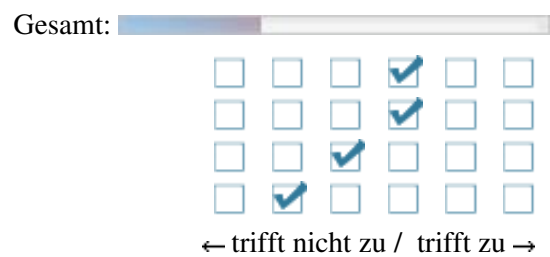 Gesamt:
← trifft nicht zu / trifft zu →